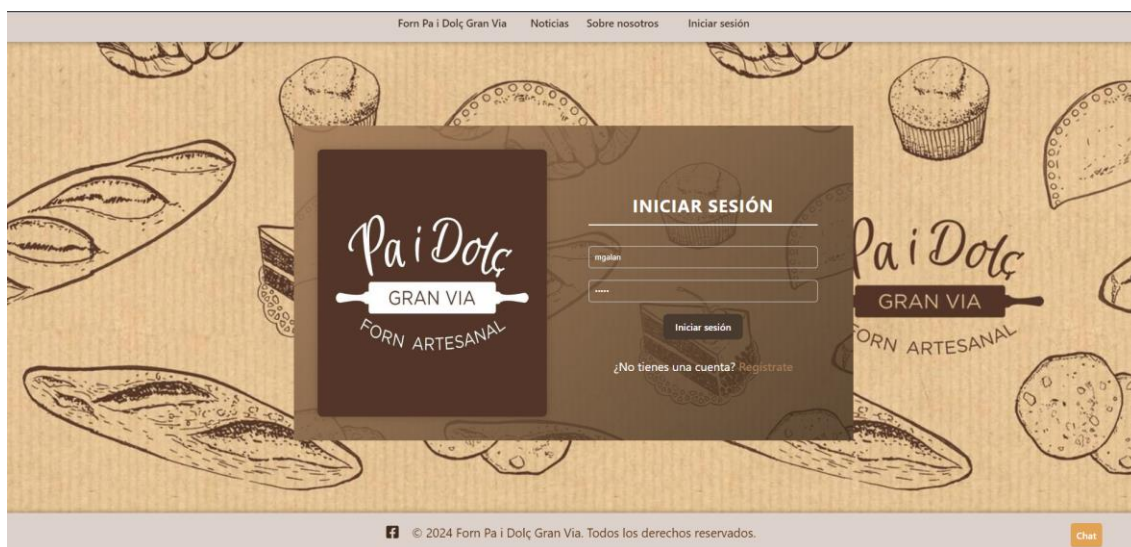 Forn Pa i Dolç Gran Via Noticias Sobre nosotros Iniciar sesión
Pa i Dolç
GRAN VIA
FORN ARTESANAL
INICIAR SESIÓN
mgalan
•••••
Iniciar sesión
¿No tienes una cuenta? Regístrate
Pa i Dolç
GRAN VIA
FORN ARTESANAL
© 2024 Forn Pa i Dolç Gran Via. Todos los derechos reservados.
Chat